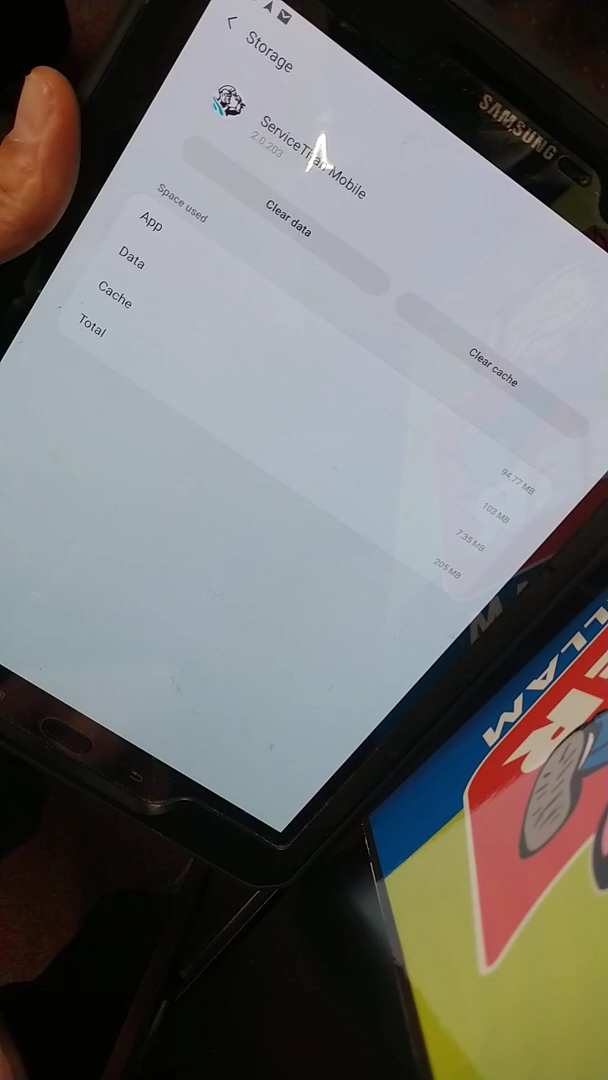 Storage
SAMSUNG
ServiceTitan Mobile
2.0.203
Clear data
Clear cache
Space used
App
94.77 MB
Data
103 MB
Cache
7.35 MB
Total
205 MB